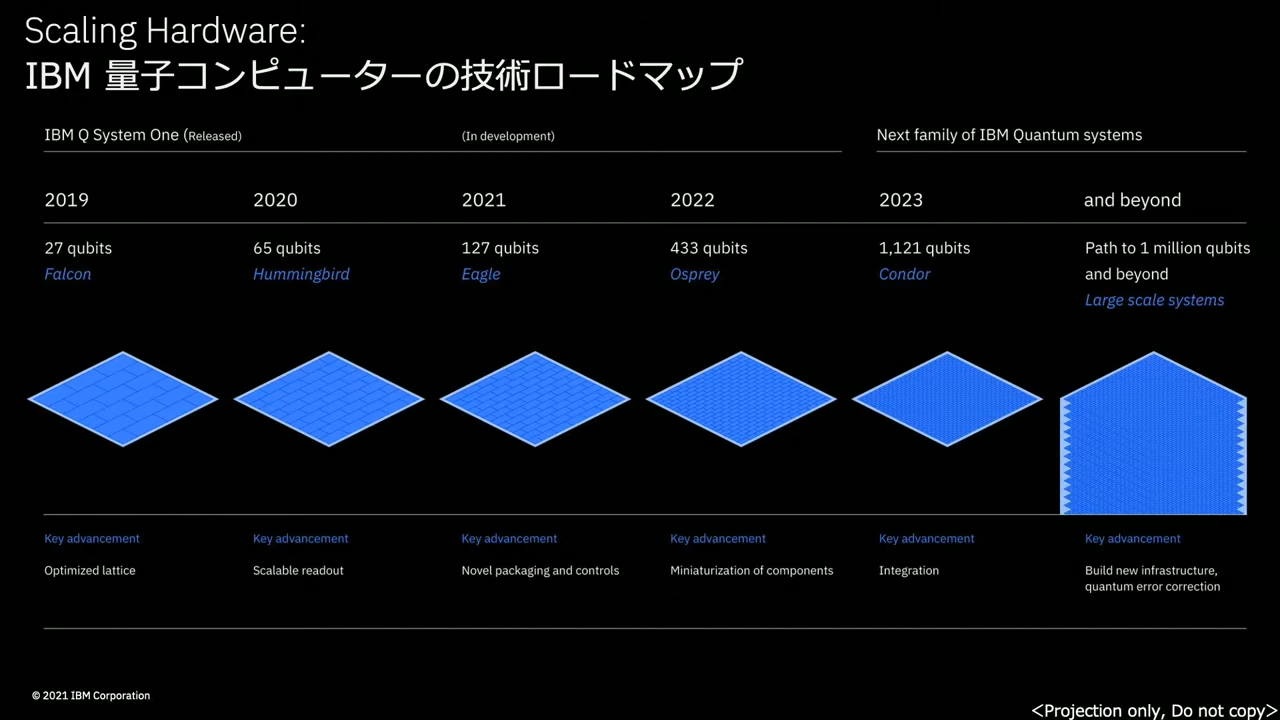 Scaling Hardware:
IBM 量子コンピューターの技術ロードマップ
IBM Q System One (Released)
(In development)
Next family of IBM Quantum systems
2019
2020
2021
2022
2023
and beyond
27 qubits
Falcon
65 qubits
Hummingbird
127 qubits
Eagle
433 qubits
Osprey
1,121 qubits
Condor
Path to 1 million qubits
and beyond
Large scale systems
Key advancement
Optimized lattice
Key advancement
Scalable readout
Key advancement
Novel packaging and controls
Key advancement
Miniaturization of components
Key advancement
Integration
Key advancement
Build new infrastructure,
quantum error correction
© 2021 IBM Corporation
<Projection only, Do not copy>